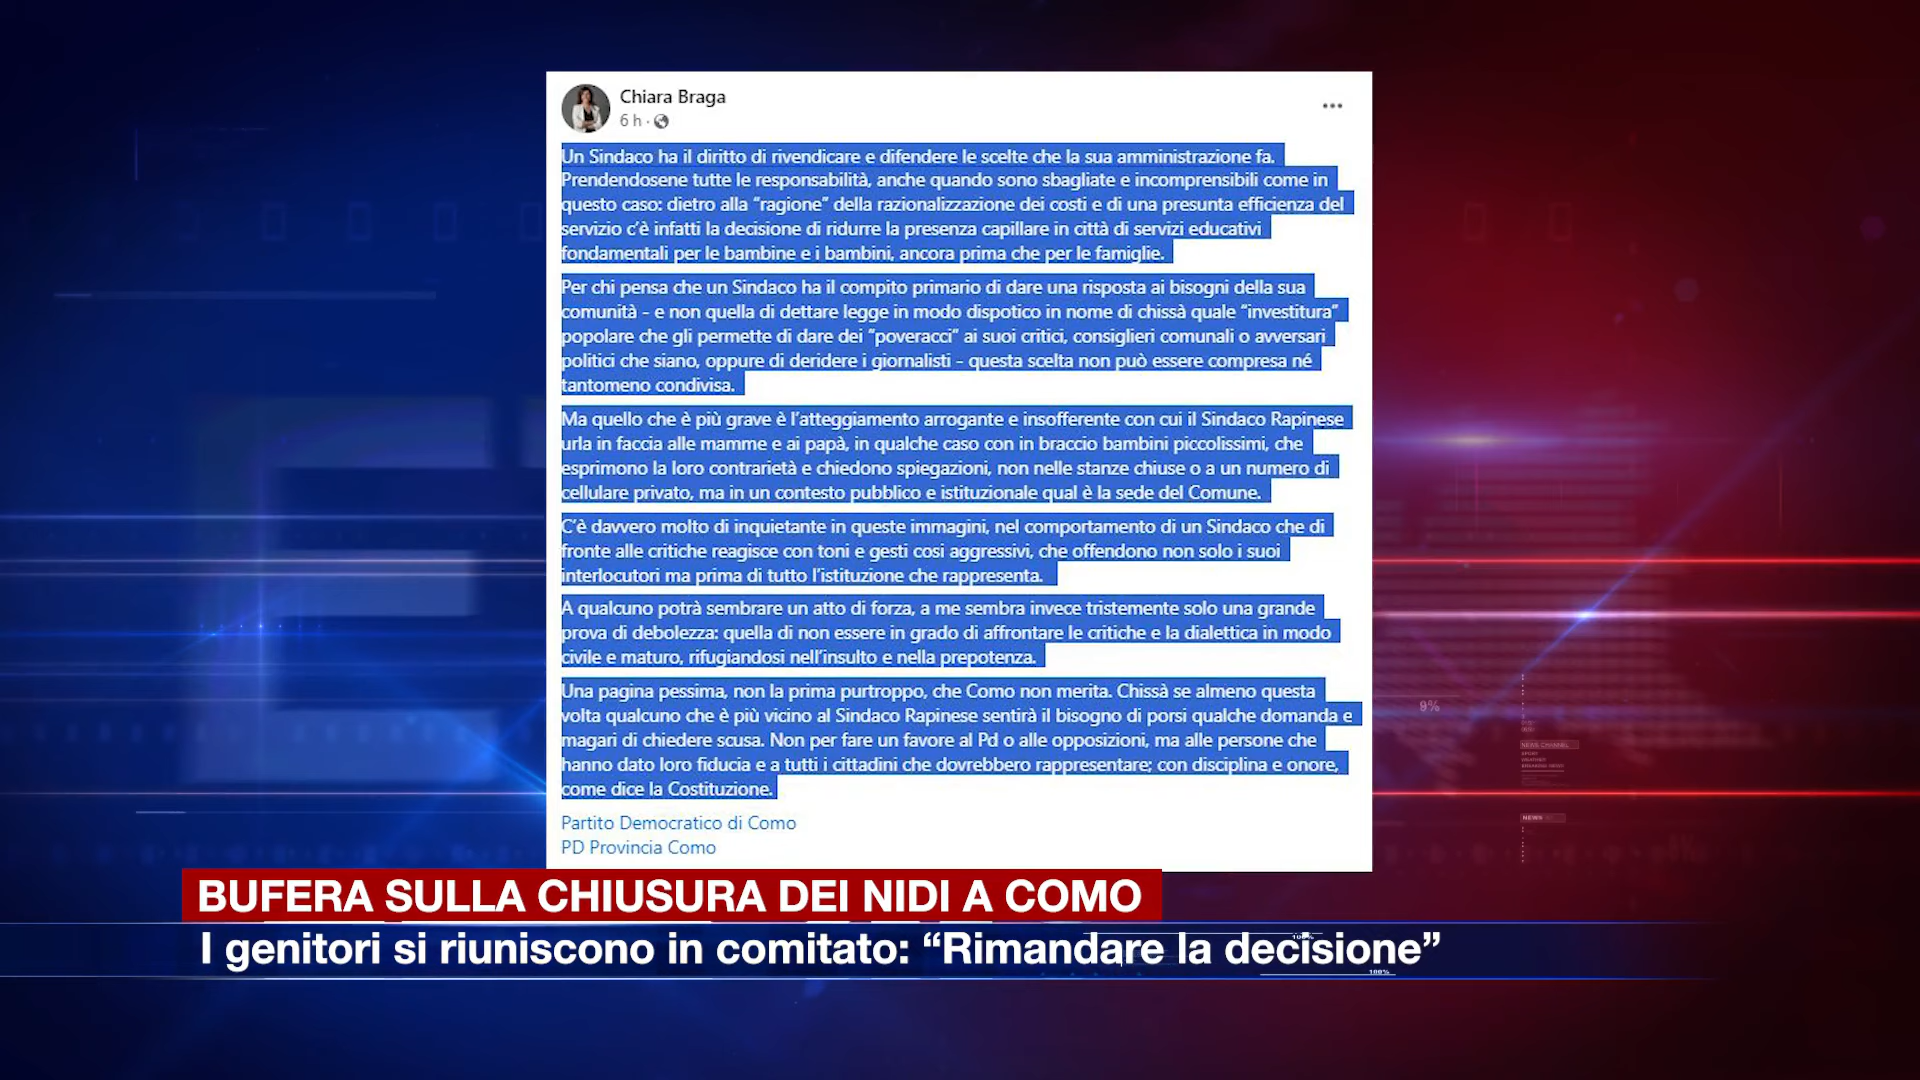 Chiara Braga
6 h ·
Un Sindaco ha il diritto di rivendicare e difendere le scelte che la sua amministrazione fa.
Prendendosene tutte le responsabilità, anche quando sono sbagliate e incomprensibili come in
questo caso: dietro alla “ragione” della razionalizzazione dei costi e di una presunta efficienza del
servizio c’è infatti la decisione di ridurre la presenza capillare in città di servizi educativi
fondamentali per le bambine e i bambini, ancora prima che per le famiglie.
Per chi pensa che un Sindaco ha il compito primario di dare una risposta ai bisogni della sua
comunità – e non quella di dettare legge in modo dispotico in nome di chissà quale “investitura”
popolare che gli permette di dare dei “poveracci” ai suoi critici, consiglieri comunali o avversari
politici che siano, oppure di deridere i giornalisti – questa scelta non può essere compresa né
tantomeno condivisa.
Ma quello che è più grave è l’atteggiamento arrogante e insofferente con cui il Sindaco Rapinese
urla in faccia alle mamme e ai papà, in qualche caso con in braccio bambini piccolissimi, che
esprimono la loro contrarietà e chiedono spiegazioni, non nelle stanze chiuse o a un numero di
cellulare privato, ma in un contesto pubblico e istituzionale qual è la sede del Comune.
C’è davvero molto di inquietante in queste immagini, nel comportamento di un Sindaco che di
fronte alle critiche reagisce con toni e gesti cosi aggressivi, che offendono non solo i suoi
interlocutori ma prima di tutto l’istituzione che rappresenta.
A qualcuno potrà sembrare un atto di forza, a me sembra invece tristemente solo una grande
prova di debolezza: quella di non essere in grado di affrontare le critiche e la dialettica in modo
civile e maturo, rifugiandosi nell’insulto e nella prepotenza.
Una pagina pessima, non la prima purtroppo, che Como non merita. Chissà se almeno questa
volta qualcuno che è più vicino al Sindaco Rapinese sentirà il bisogno di porsi qualche domanda e
magari di chiedere scusa. Non per fare un favore al Pd o alle opposizioni, ma alle persone che
hanno dato loro fiducia e a tutti i cittadini che dovrebbero rappresentare; con disciplina e onore,
come dice la Costituzione.
Partito Democratico di Como
PD Provincia Como
9%
NEWS CHANNEL
NEWS
BUFERA SULLA CHIUSURA DEI NIDI A COMO
I genitori si riuniscono in comitato: “Rimandare la decisione”
100%
100%